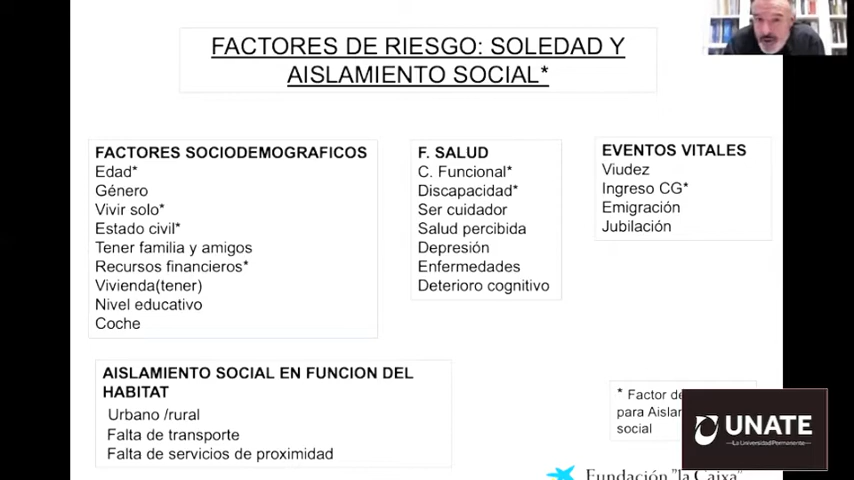 FACTORES DE RIESGO: SOLEDAD Y
AISLAMIENTO SOCIAL*
FACTORES SOCIODEMOGRAFICOS
Edad*
Género
Vivir solo*
Estado civil*
Tener familia y amigos
Recursos financieros*
Vivienda(tener)
Nivel educativo
Coche
F. SALUD
C. Funcional*
Discapacidad*
Ser cuidador
Salud percibida
Depresión
Enfermedades
Deterioro cognitivo
EVENTOS VITALES
Viudez
Ingreso CG*
Emigración
Jubilación
AISLAMIENTO SOCIAL EN FUNCION DEL
HABITAT
Urbano /rural
Falta de transporte
Falta de servicios de proximidad
* Factor de
para
social
UNATE
La Universidad Permanente
Fundación "la Caixa"